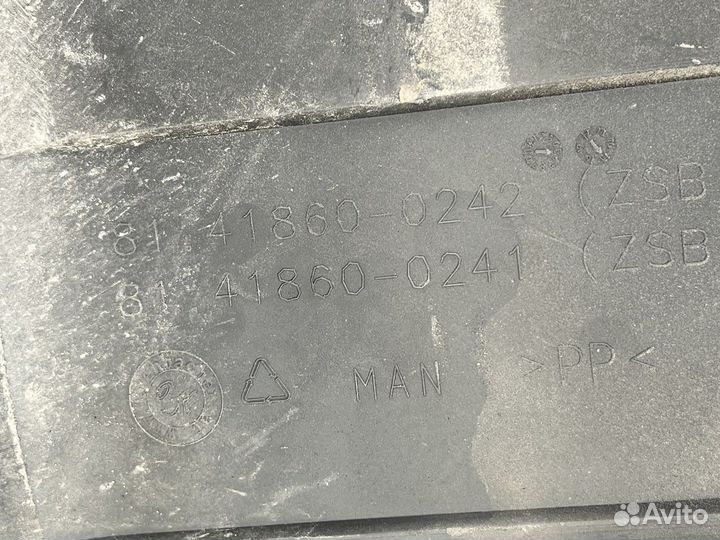 81.41860-0242 (ZSB
81.41860-0241 (ZSB
MAN >PP<
Avito